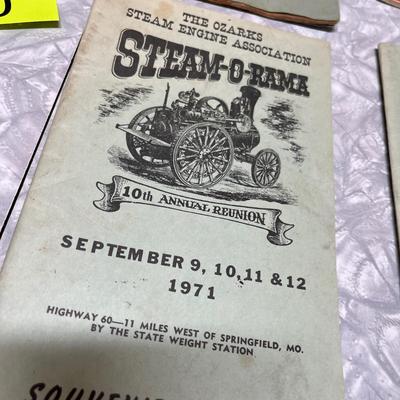 THE OZARKS
STEAM ENGINE ASSOCIATION
STEAM-O-RAMA
10th ANNUAL REUNION
SEPTEMBER 9, 10, 11 & 12
1971
HIGHWAY 60—11 MILES WEST OF SPRINGFIELD, MO.
BY THE STATE WEIGHT STATION